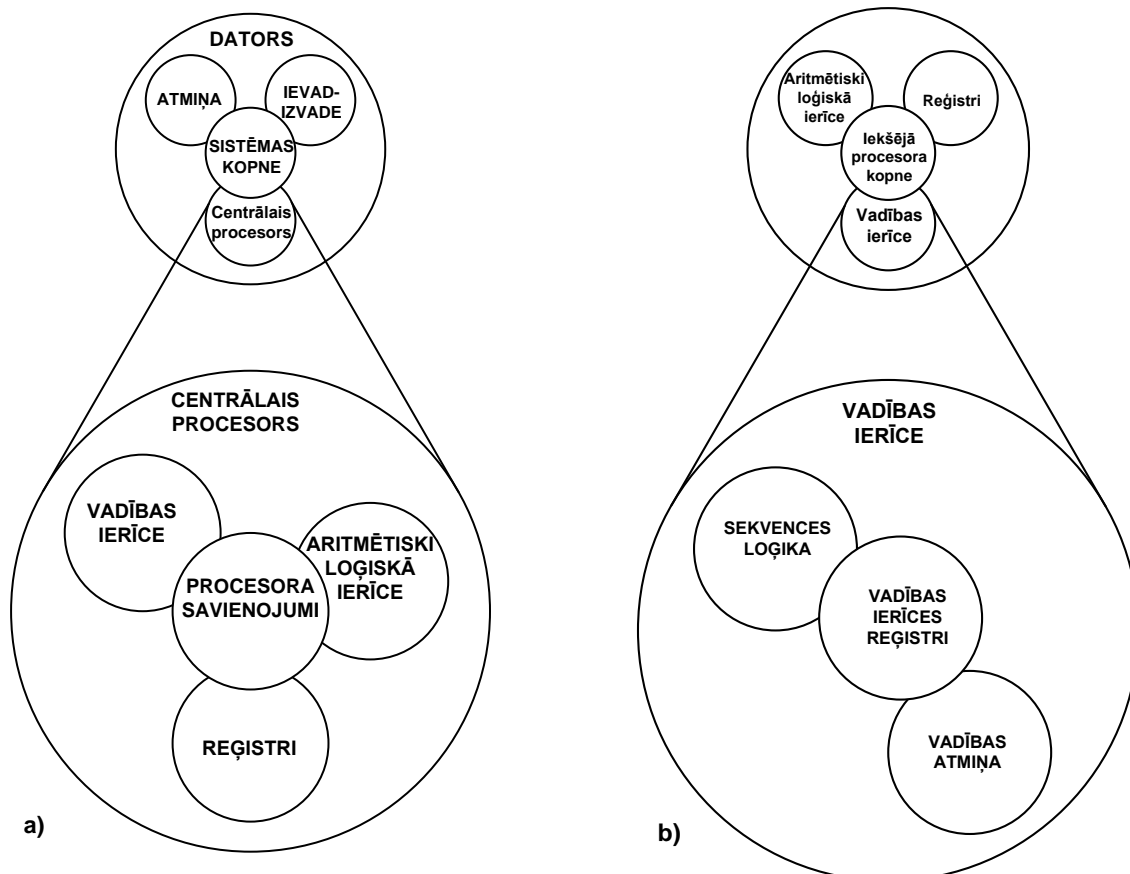 DATORS
ATMIŅA
IEVAD-
IZVADE
SISTĒMAS
KOPNE
Centrālais
procesors
CENTRĀLAIS
PROCESORS
VADĪBAS
IERĪCE
ARITMĒTISKI
LOĢISKĀ
IERĪCE
PROCESORA
SAVIENOJUMI
REĢISTRI
a)
Aritmētiski
loģiskā
ierīce
Reģistri
Iekšējā
procesora
kopne
Vadības
ierīce
VADĪBAS
IERĪCE
SEKVENCES
LOĢIKA
VADĪBAS
IERĪCES
REĢISTRI
VADĪBAS
ATMIŅA
b)